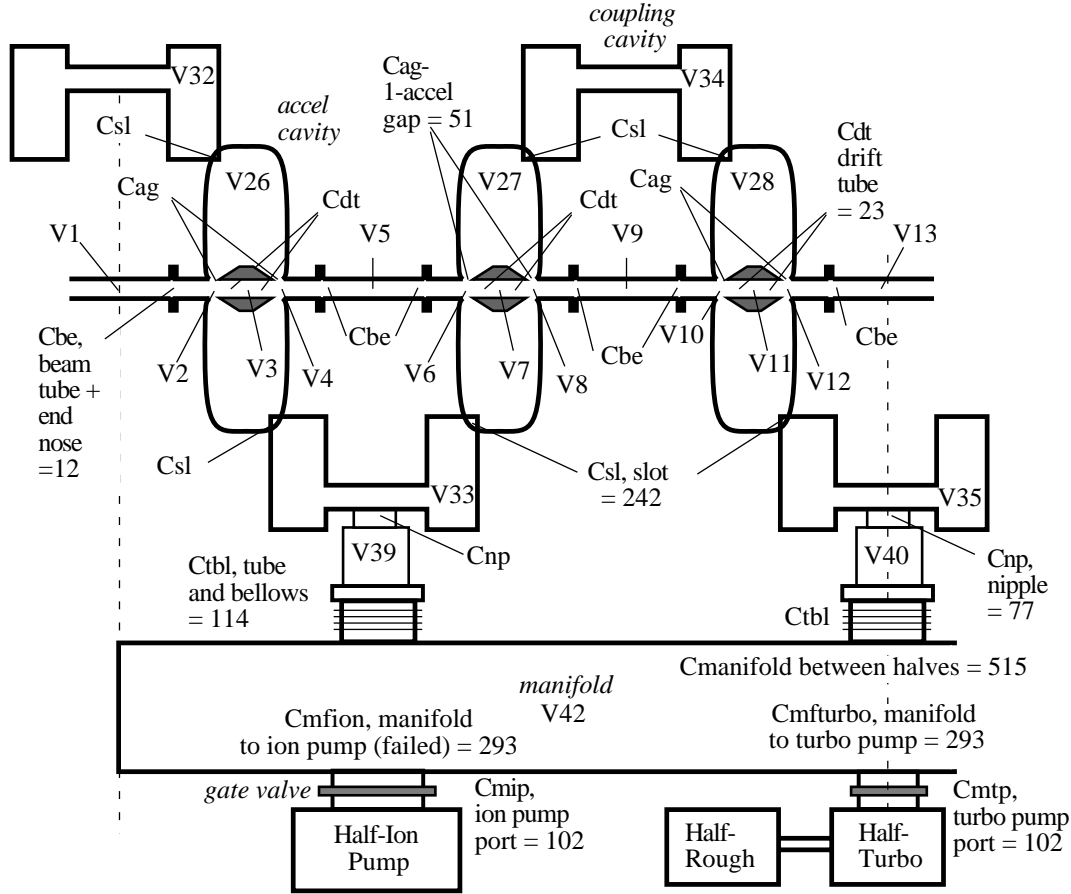 coupling
cavity
V32
V34
Cag-
1-accel
gap = 51
accel
cavity
Csl
Csl
Cdt
drift
tube
= 23
V26
V27
V28
Cag
Cdt
Cdt
Cag
V1
V5
V9
V13
Cbe,
beam
tube +
end
nose
=12
V2
V3
V4
Cbe
V6
V7
V8
Cbe
V10
V11
V12
Cbe
Csl
Csl, slot
= 242
V33
V35
V39
Cnp
V40
Cnp,
nipple
= 77
Ctbl, tube
and bellows
= 114
Ctbl
Cmanifold between halves = 515
manifold
V42
Cmfion, manifold
to ion pump (failed) = 293
Cmfturbo, manifold
to turbo pump = 293
gate valve
Cmip,
ion pump
port = 102
Cmtp,
turbo pump
port = 102
Half-Ion
Pump
Half-
Rough
Half-
Turbo